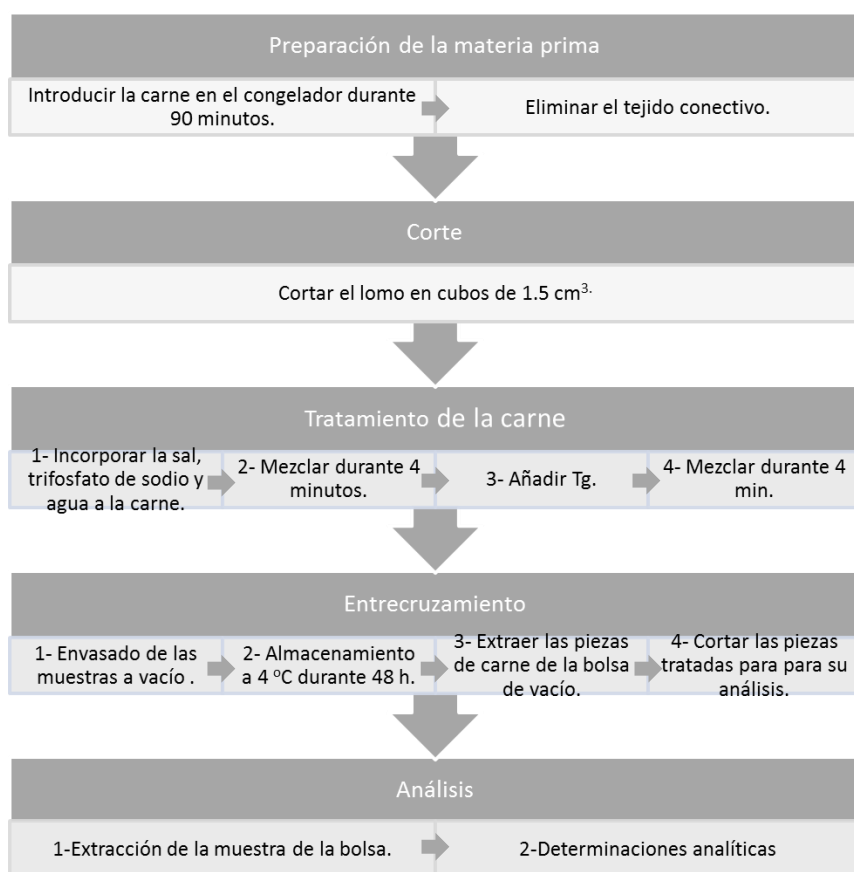 Preparación de la materia prima
Introducir la carne en el congelador durante
90 minutos.
Eliminar el tejido conectivo.
Corte
Cortar el lomo en cubos de 1.5 cm³.
Tratamiento de la carne
1- Incorporar la sal,
trifosfato de sodio y
agua a la carne.
2- Mezclar durante 4
minutos.
3- Añadir Tg.
4- Mezclar durante 4
min.
Entrecruzamiento
1- Envasado de las
muestras a vacío .
2- Almacenamiento
a 4 ºC durante 48 h.
3- Extraer las piezas
de carne de la bolsa
de vacío.
4- Cortar las piezas
tratadas para para su
análisis.
Análisis
1-Extracción de la muestra de la bolsa.
2-Determinaciones analíticas